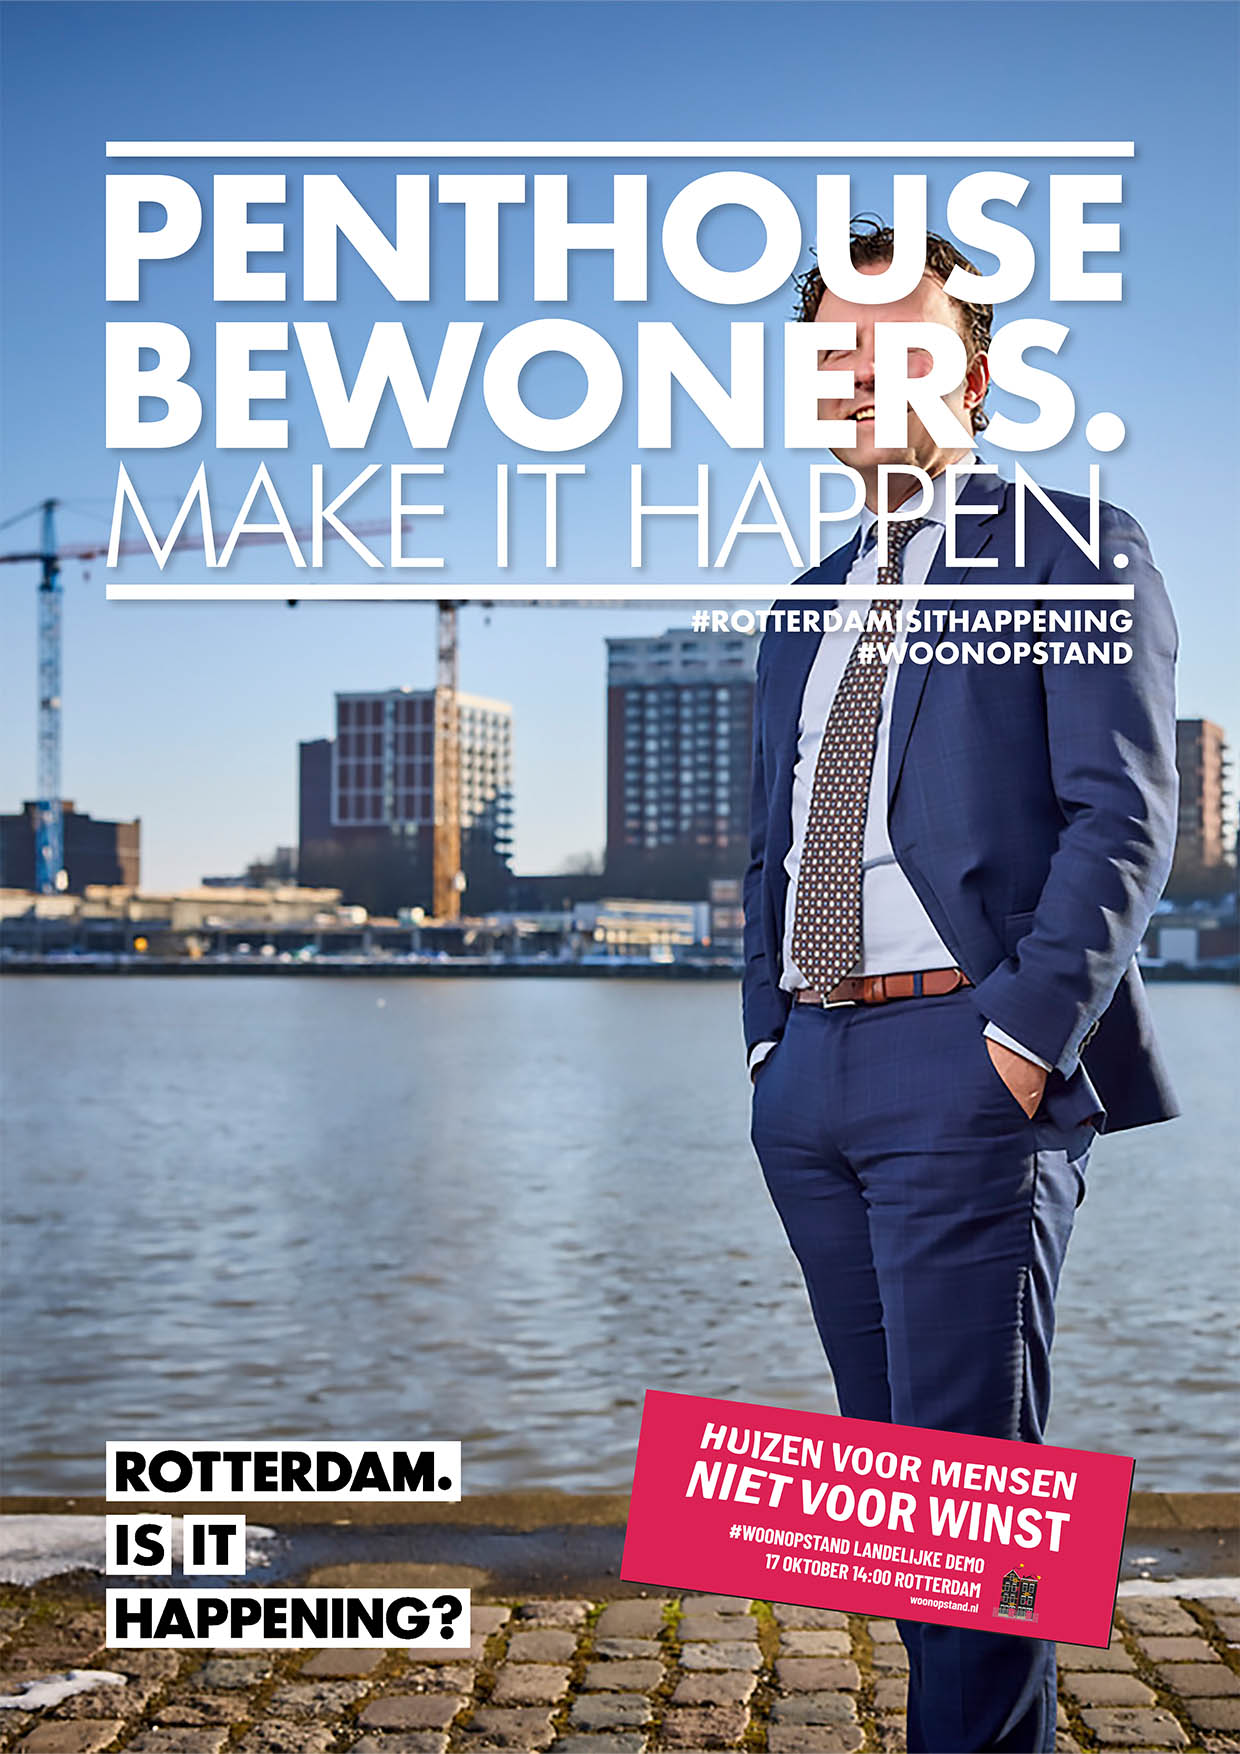 PENTHOUSE
BEWONERS.
MAKE IT HAPPEN.
#ROTTERDAMISITHAPPENING
#WOONOPSTAND
ROTTERDAM.
IS IT
HAPPENING?
HUIZEN VOOR MENSEN
NIET VOOR WINST
#WOONOPSTAND LANDELIJKE DEMO
17 OKTOBER 14:00 ROTTERDAM
woonopstand.nl